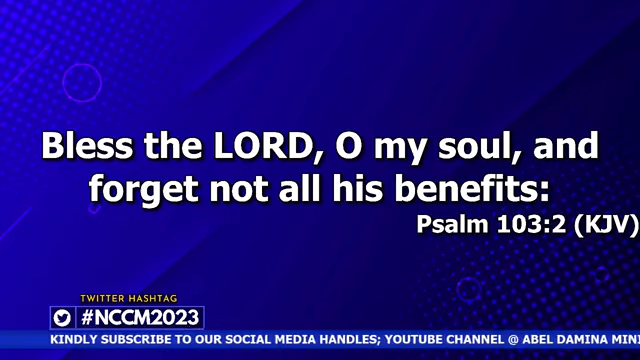 Bless the LORD, O my soul, and
forget not all his benefits:
Psalm 103:2 (KJV)
TWITTER HASHTAG
#NCCM2023
KINDLY SUBSCRIBE TO OUR SOCIAL MEDIA HANDLES; YOUTUBE CHANNEL @ ABEL DAMINA MINI